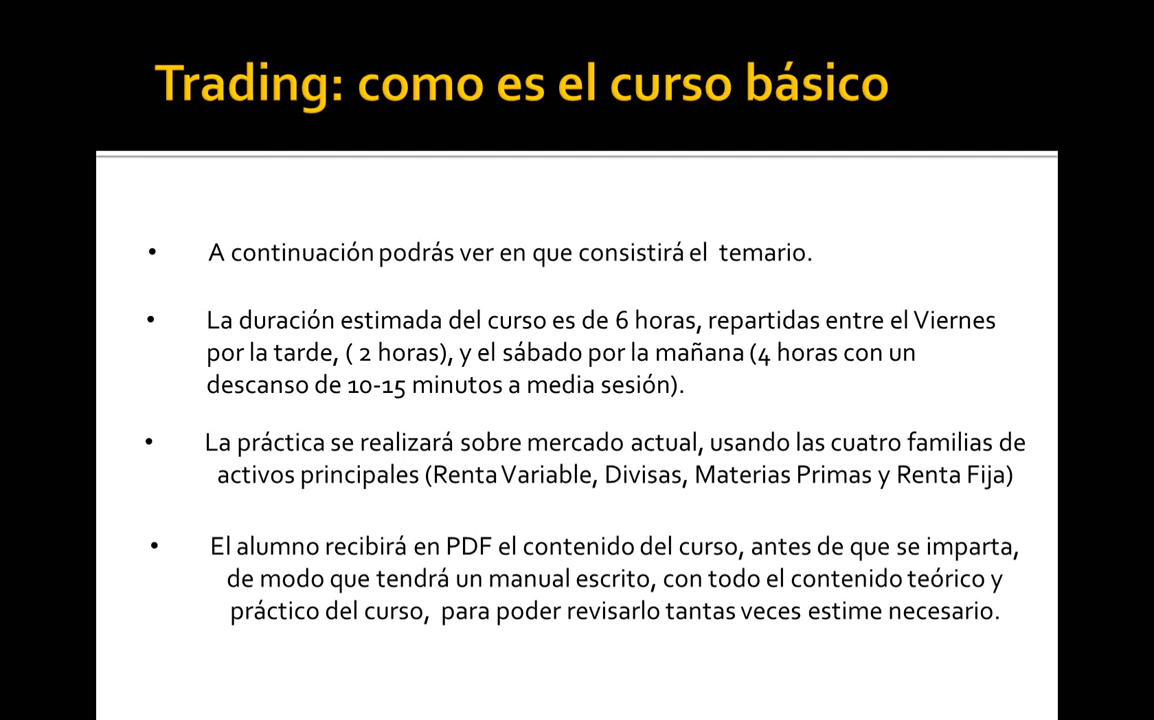 Trading: como es el curso básico
• A continuación podrás ver en que consistirá el temario.
• La duración estimada del curso es de 6 horas, repartidas entre el Viernes
por la tarde, ( 2 horas), y el sábado por la mañana (4 horas con un
descanso de 10-15 minutos a media sesión).
• La práctica se realizará sobre mercado actual, usando las cuatro familias de
activos principales (Renta Variable, Divisas, Materias Primas y Renta Fija)
• El alumno recibirá en PDF el contenido del curso, antes de que se imparta,
de modo que tendrá un manual escrito, con todo el contenido teórico y
práctico del curso, para poder revisarlo tantas veces estime necesario.